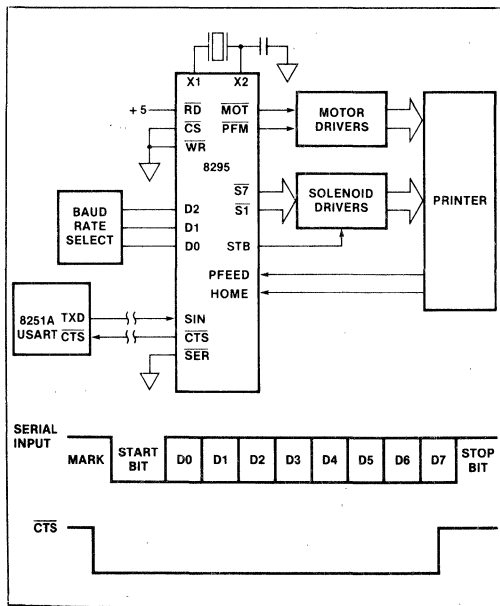 X1 X2
+5
RD
CS
WR
MOT
PFM
MOTOR
DRIVERS
8295
S7
S1
SOLENOID
DRIVERS
PRINTER
BAUD
RATE
SELECT
D2
D1
D0
STB
PFEED
HOME
8251A
USART
TXD
CTS
SIN
CTS
SER
SERIAL
INPUT
MARK
START
BIT
D0 D1 D2 D3 D4 D5 D6 D7
STOP
BIT
CTS